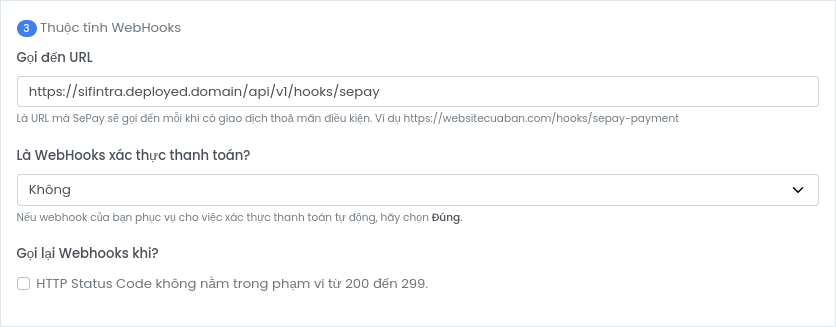 3 Thuộc tính WebHooks
Gọi đến URL
https://sifintra.deployed.domain/api/v1/hooks/sepay
Là URL mà SePay sẽ gọi đến mỗi khi có giao dịch thoả mãn điều kiện. Ví dụ https://websitecuaban.com/hooks/sepay-payment
Là WebHooks xác thực thanh toán?
Không
Nếu webhook của bạn phục vụ cho việc xác thực thanh toán tự động, hãy chọn Đúng.
Gọi lại Webhooks khi?
HTTP Status Code không nằm trong phạm vi từ 200 đến 299.